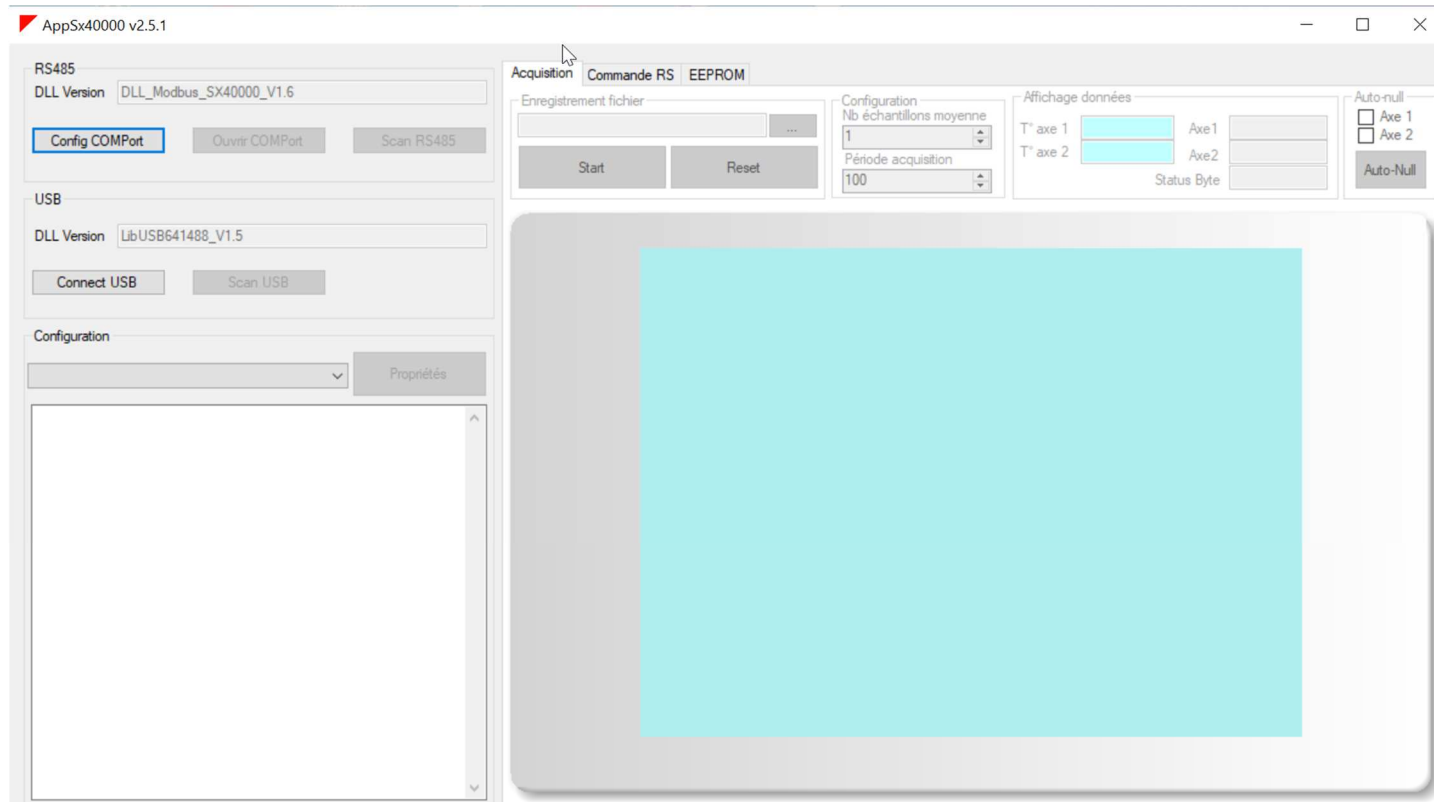 AppSx40000 v2.5.1
RS485
DLL Version DLL_Modbus_SX40000_V1.6
Config COMPort Ouvrir COMPort Scan RS485
USB
DLL Version LibUSB641488_V1.5
Connect USB Scan USB
Configuration
Propriétés
Acquisition Commande RS EEPROM
Enregistrement fichier
...
Start Reset
Configuration
Nb échantillons moyenne
1
Période acquisition
100
Affichage données
T° axe 1 Axe1
T° axe 2 Axe2
Status Byte
Auto-null
Axe 1
Axe 2
Auto-Null